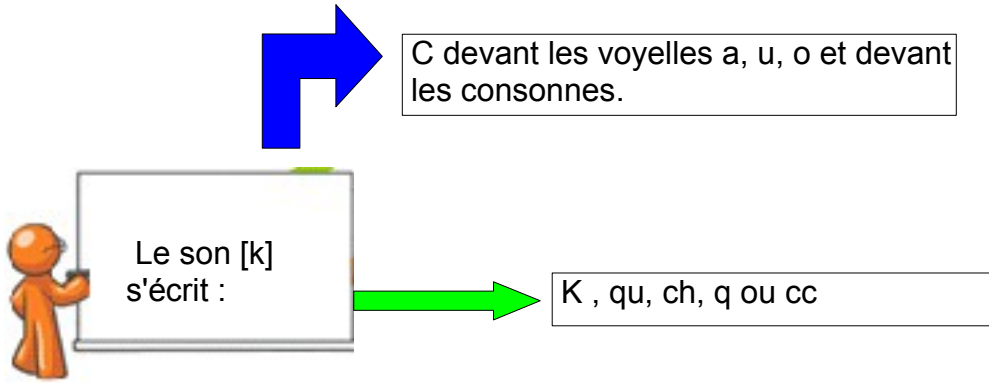 C devant les voyelles a, u, o et devant
les consonnes.
Le son [k]
s'écrit :
K , qu, ch, q ou cc